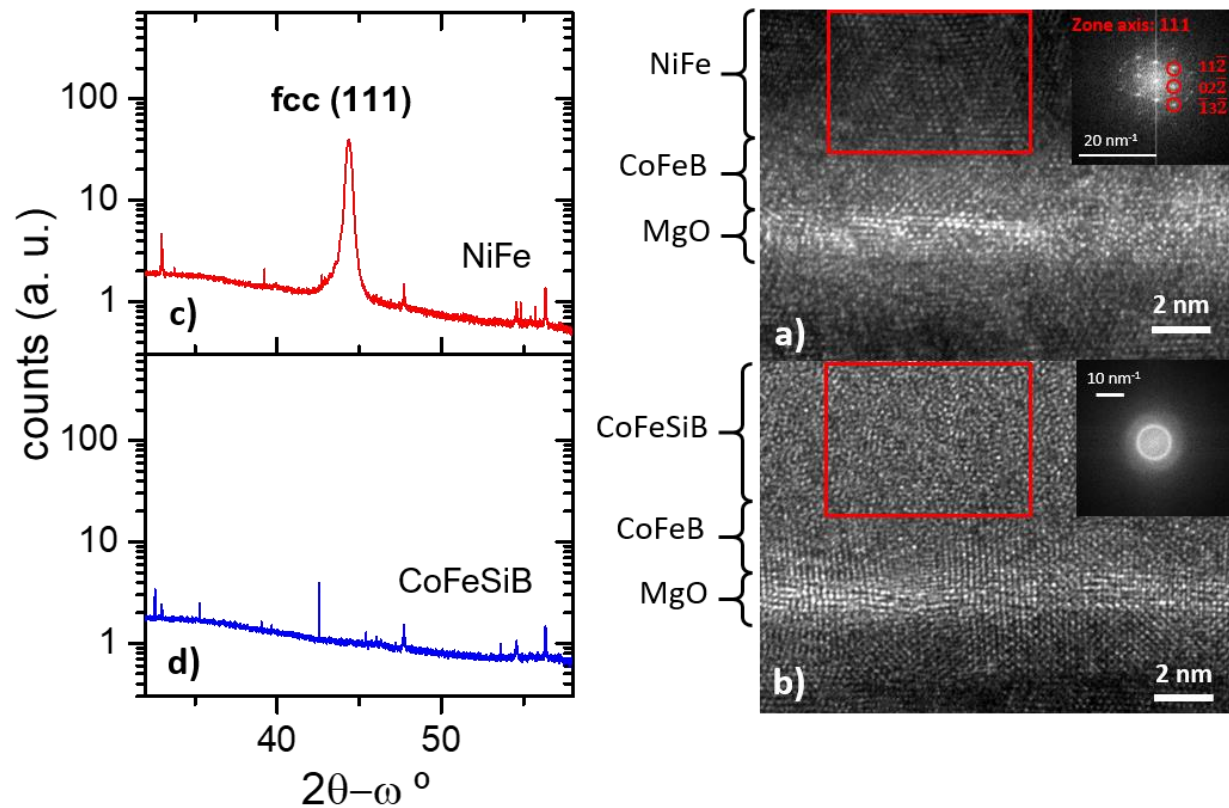 counts (a. u.)
100
10
1
fcc (111)
NiFe
c)
100
10
1
CoFeSiB
d)
40
50
2θ−ω º
NiFe
CoFeB
MgO
Zone axis: 111
112̅
02̅2̅
1̅3̅2̅
20 nm⁻¹
2 nm
a)
CoFeSiB
CoFeB
MgO
10 nm⁻¹
2 nm
b)